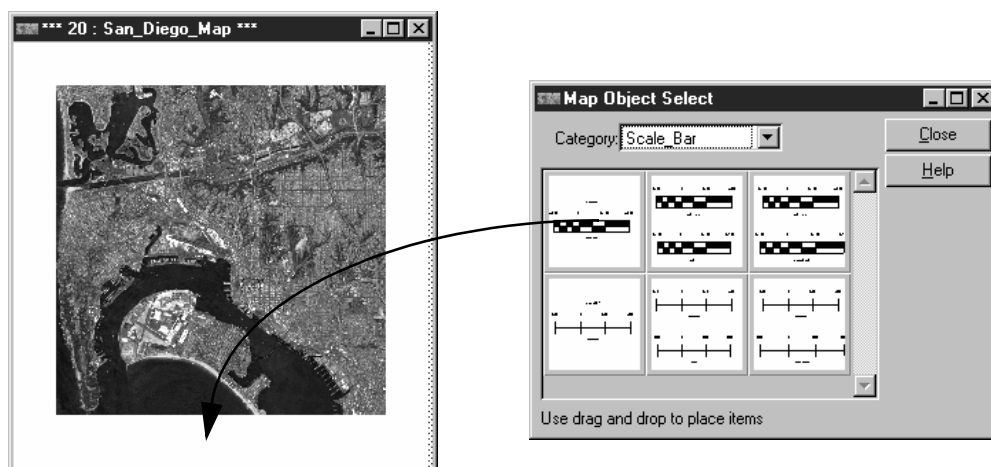 *** 20 : San_Diego_Map ***
Map Object Select
Category: Scale_Bar
Close
Help
Use drag and drop to place items